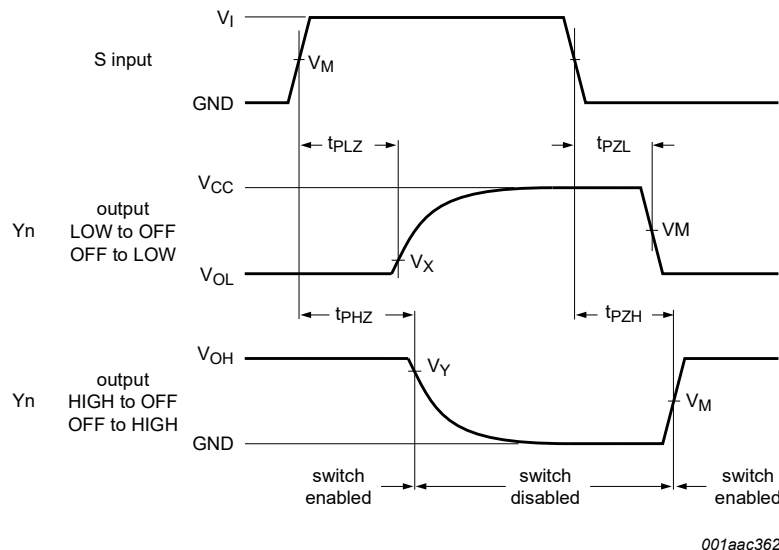 V_I
S input
V_M
GND
t_PLZ
t_PZL
V_CC
Yn
output
LOW to OFF
OFF to LOW
VM
V_X
V_OL
t_PHZ
t_PZH
V_OH
V_Y
Yn
output
HIGH to OFF
OFF to HIGH
V_M
GND
switch
enabled
switch
disabled
switch
enabled
001aac362